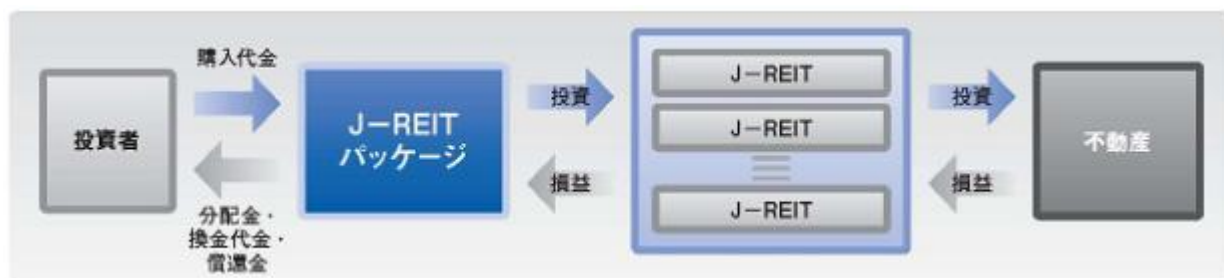 購入代金
投資者
分配金・
換金代金・
償還金
J-REIT
パッケージ
投資
損益
J-REIT
J-REIT
J-REIT
投資
損益
不動産